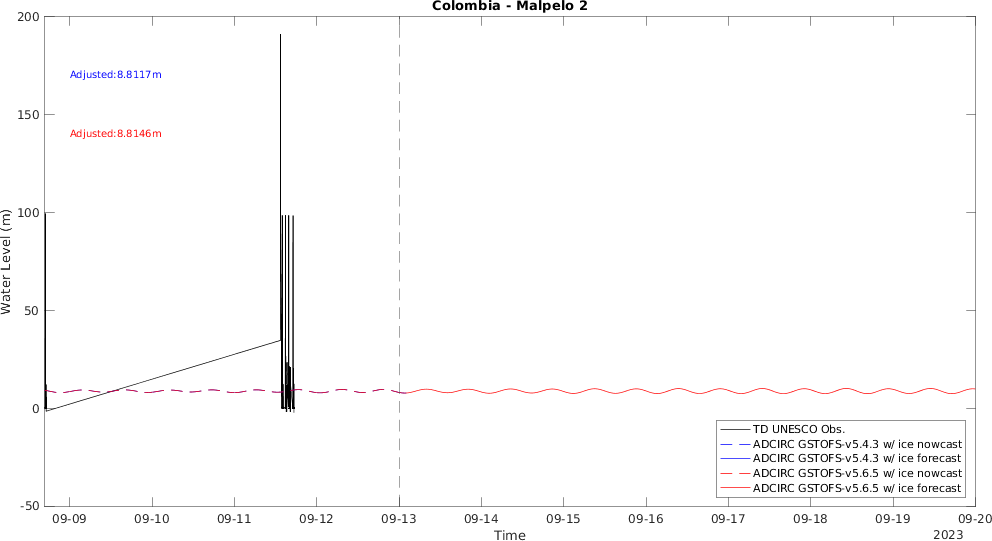 Colombia - Malpelo 2
200
150
100
50
0
-50
Water Level (m)
Adjusted:8.8117m
Adjusted:8.8146m
TD UNESCO Obs.
ADCIRC GSTOFS-v5.4.3 w/ ice nowcast
ADCIRC GSTOFS-v5.4.3 w/ ice forecast
ADCIRC GSTOFS-v5.6.5 w/ ice nowcast
ADCIRC GSTOFS-v5.6.5 w/ ice forecast
09-09 09-10 09-11 09-12 09-13 09-14 09-15 09-16 09-17 09-18 09-19 09-20
Time
2023